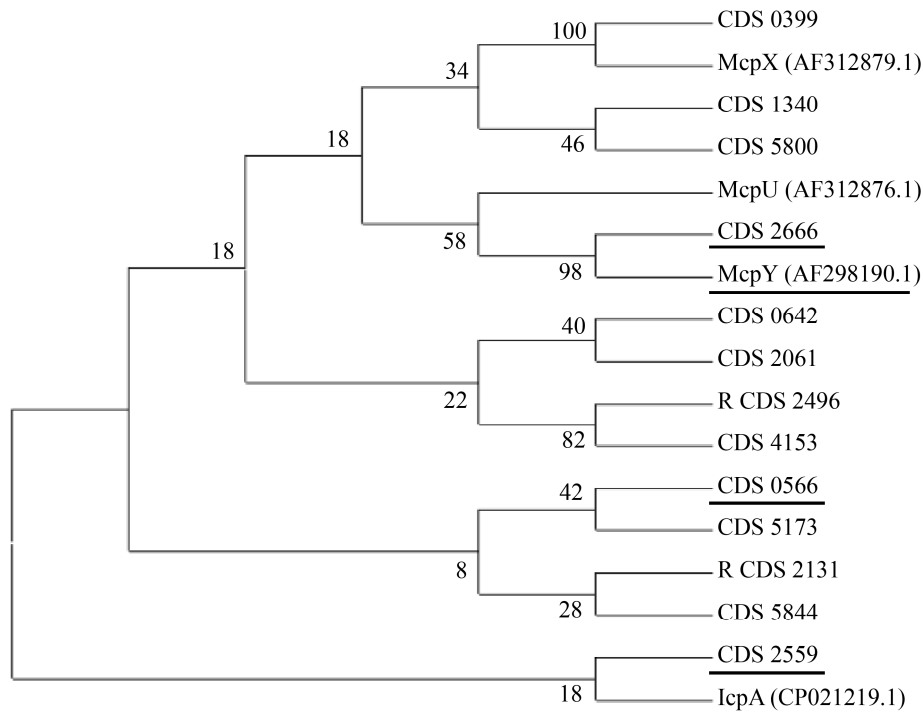 CDS 0399
100
McpX (AF312879.1)
34
CDS 1340
18
46
CDS 5800
McpU (AF312876.1)
58
CDS 2666
18
98
McpY (AF298190.1)
CDS 0642
40
CDS 2061
22
R CDS 2496
82
CDS 4153
CDS 0566
42
CDS 5173
8
R CDS 2131
28
CDS 5844
CDS 2559
18
IcpA (CP021219.1)